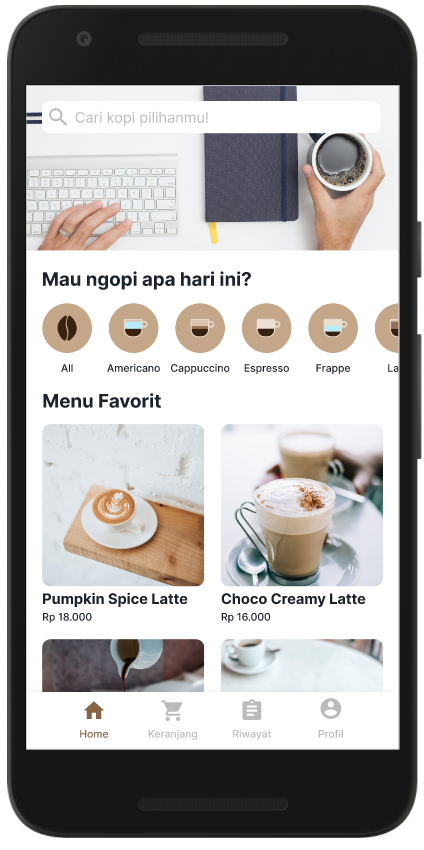 Cari kopi pilihanmu!
Mau ngopi apa hari ini?
All Americano Cappuccino Espresso Frappe La
Menu Favorit
Pumpkin Spice Latte Choco Creamy Latte
Rp 18.000 Rp 16.000
Home Keranjang Riwayat Profil